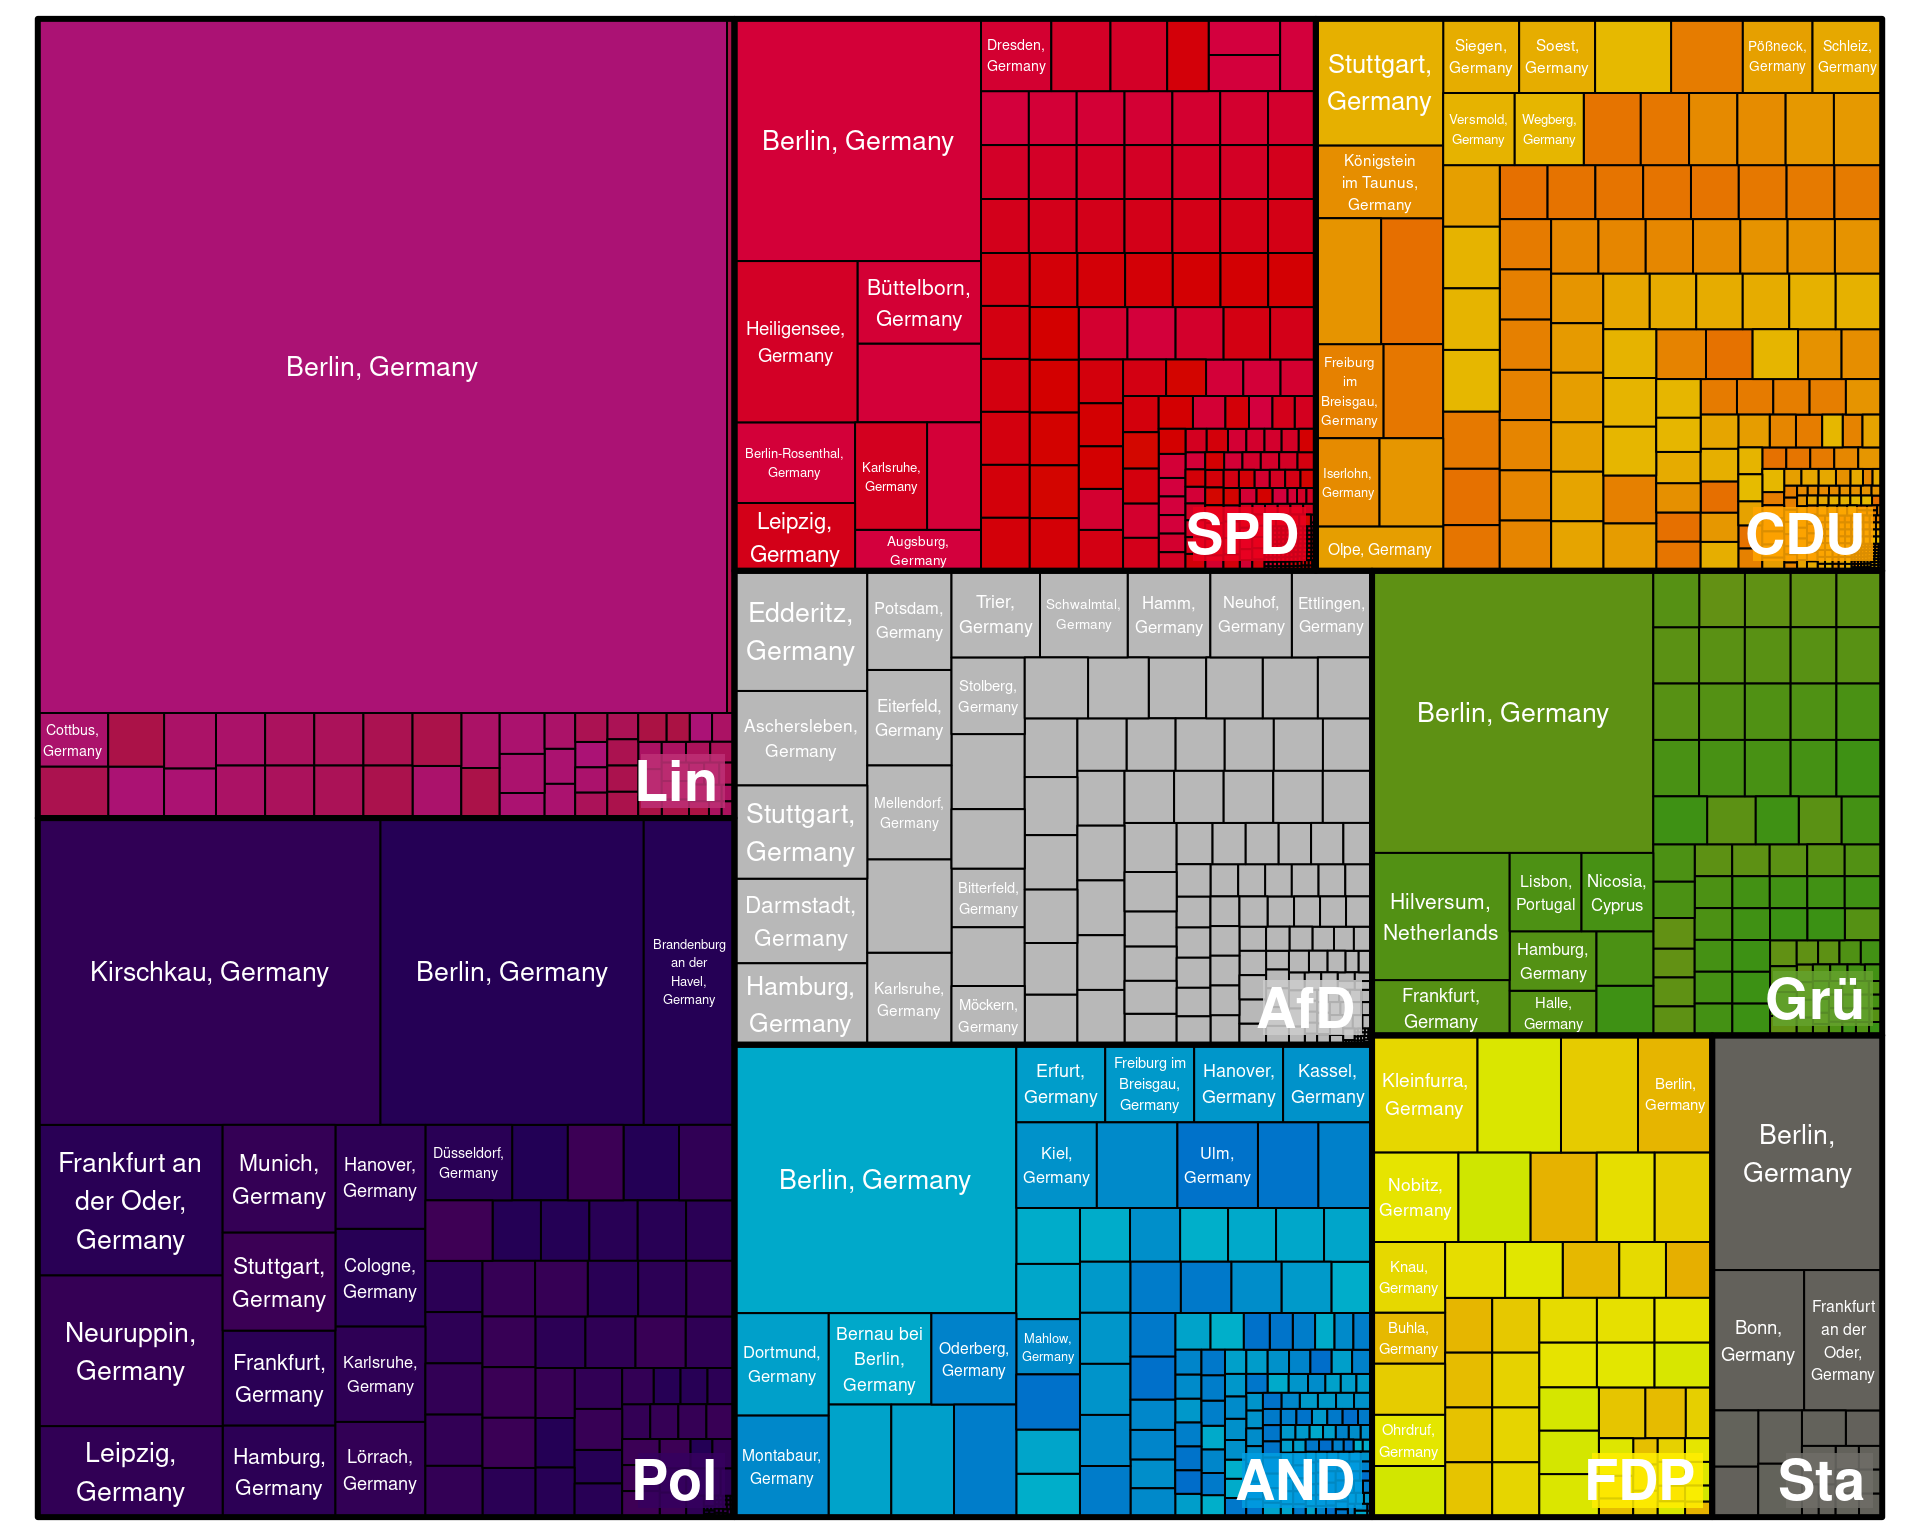 Berlin, Germany
Cottbus,
Germany
Lin
Berlin, Germany
Dresden,
Germany
Heiligensee,
Germany
Büttelborn,
Germany
Berlin-Rosenthal,
Germany
Karlsruhe,
Germany
Leipzig,
Germany
Augsburg,
Germany
SPD
Stuttgart,
Germany
Siegen,
Germany
Soest,
Germany
Pößneck,
Germany
Schleiz,
Germany
Versmold,
Germany
Wegberg,
Germany
Königstein
im Taunus,
Germany
Freiburg
im
Breisgau,
Germany
Iserlohn,
Germany
Olpe, Germany
CDU
Kirschkau, Germany
Berlin, Germany
Brandenburg
an der
Havel,
Germany
Frankfurt an
der Oder,
Germany
Munich,
Germany
Hanover,
Germany
Düsseldorf,
Germany
Stuttgart,
Germany
Cologne,
Germany
Neuruppin,
Germany
Frankfurt,
Germany
Karlsruhe,
Germany
Leipzig,
Germany
Hamburg,
Germany
Lörrach,
Germany
Pol
Edderitz,
Germany
Potsdam,
Germany
Trier,
Germany
Schwalmtal,
Germany
Hamm,
Germany
Neuhof,
Germany
Ettlingen,
Germany
Aschersleben,
Germany
Eiterfeld,
Germany
Stolberg,
Germany
Stuttgart,
Germany
Mellendorf,
Germany
Darmstadt,
Germany
Bitterfeld,
Germany
Hamburg,
Germany
Karlsruhe,
Germany
Möckern,
Germany
AfD
Berlin, Germany
Hilversum,
Netherlands
Lisbon,
Portugal
Nicosia,
Cyprus
Hamburg,
Germany
Frankfurt,
Germany
Halle,
Germany
Grü
Berlin, Germany
Erfurt,
Germany
Freiburg im
Breisgau,
Germany
Hanover,
Germany
Kassel,
Germany
Kiel,
Germany
Ulm,
Germany
Dortmund,
Germany
Bernau bei
Berlin,
Germany
Oderberg,
Germany
Mahlow,
Germany
Montabaur,
Germany
AND
Kleinfurra,
Germany
Berlin,
Germany
Nobitz,
Germany
Knau,
Germany
Buhla,
Germany
Ohrdruf,
Germany
FDP
Berlin,
Germany
Bonn,
Germany
Frankfurt
an der
Oder,
Germany
Sta